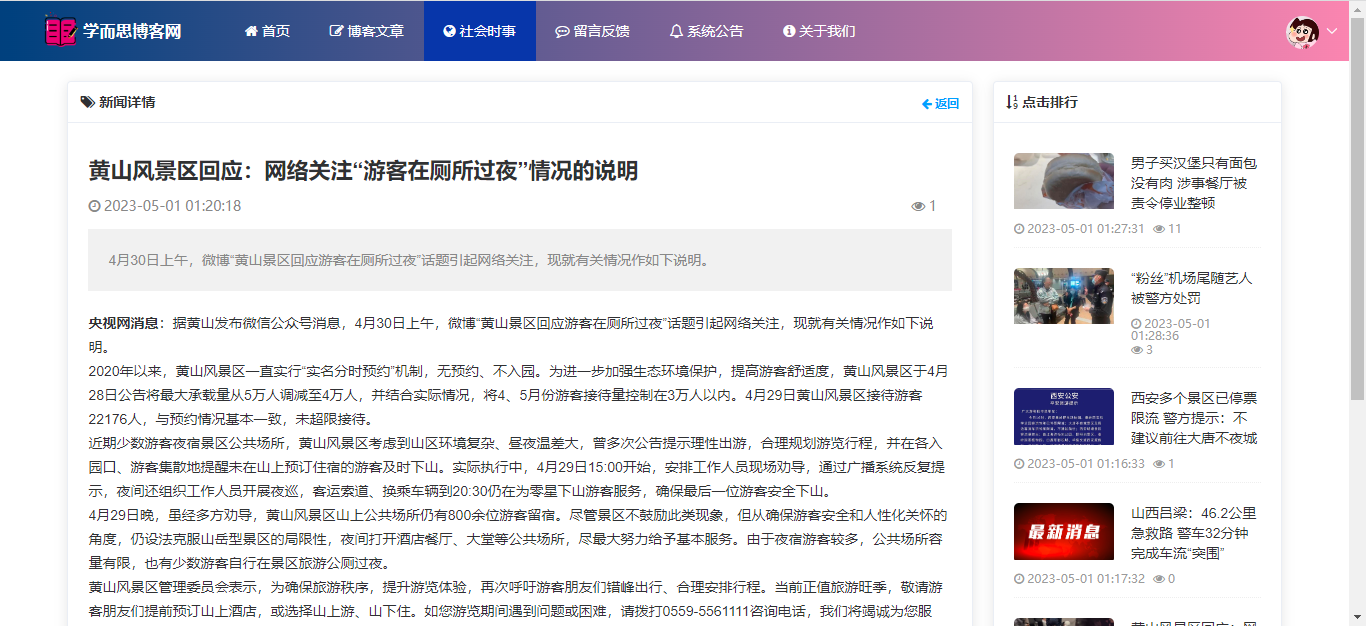 学而思博客网
首页
博客文章
社会时事
留言反馈
系统公告
关于我们
新闻详情
返回
黄山风景区回应：网络关注“游客在厕所过夜”情况的说明
2023-05-01 01:20:18
1
4月30日上午，微博“黄山景区回应游客在厕所过夜”话题引起网络关注，现就有关情况作如下说明。
央视网消息：据黄山发布微信公众号消息，4月30日上午，微博“黄山景区回应游客在厕所过夜”话题引起网络关注，现就有关情况作如下说
明。
2020年以来，黄山风景区一直实行“实名分时预约”机制，无预约、不入园。为进一步加强生态环境保护，提高游客舒适度，黄山风景区于4月
28日公告将最大承载量从5万人调减至4万人，并结合实际情况，将4、5月份游客接待量控制在3万人以内。4月29日黄山风景区接待游客
22176人，与预约情况基本一致，未超限接待。
近期少数游客夜宿景区公共场所，黄山风景区考虑到山区环境复杂、昼夜温差大，曾多次公告提示理性出游，合理规划游览行程，并在各入
园口、游客集散地提醒未在山上预订住宿的游客及时下山。实际执行中，4月29日15:00开始，安排工作人员现场劝导，通过广播系统反复提
示，夜间还组织工作人员开展夜巡，客运索道、换乘车辆到20:30仍在为零星下山游客服务，确保最后一位游客安全下山。
4月29日晚，虽经多方劝导，黄山风景区山上公共场所仍有800余位游客留宿。尽管景区不鼓励此类现象，但从确保游客安全和人性化关怀的
角度，仍设法克服山岳型景区的局限性，夜间打开酒店餐厅、大堂等公共场所，尽最大努力给予基本服务。由于夜宿游客较多，公共场所容
量有限，也有少数游客自行在景区旅游公厕过夜。
黄山风景区管理委员会表示，为确保旅游秩序，提升游览体验，再次呼吁游客朋友们错峰出行、合理安排行程。当前正值旅游旺季，敬请游
客朋友们提前预订山上酒店，或选择山上游、山下住。如您游览期间遇到问题或困难，请拨打0559-5561111咨询电话，我们将竭诚为您服
点击排行
男子买汉堡只有面包
没有肉 涉事餐厅被
责令停业整顿
2023-05-01 01:27:31
11
“粉丝”机场尾随艺人
被警方处罚
2023-05-01
01:28:36
3
西安公安
西安多个景区已停票
限流 警方提示：不
建议前往大唐不夜城
2023-05-01 01:16:33
1
最新消息
山西吕梁：46.2公里
急救路 警车32分钟
完成车流“突围”
2023-05-01 01:17:32
0
黄山风景区回应：网